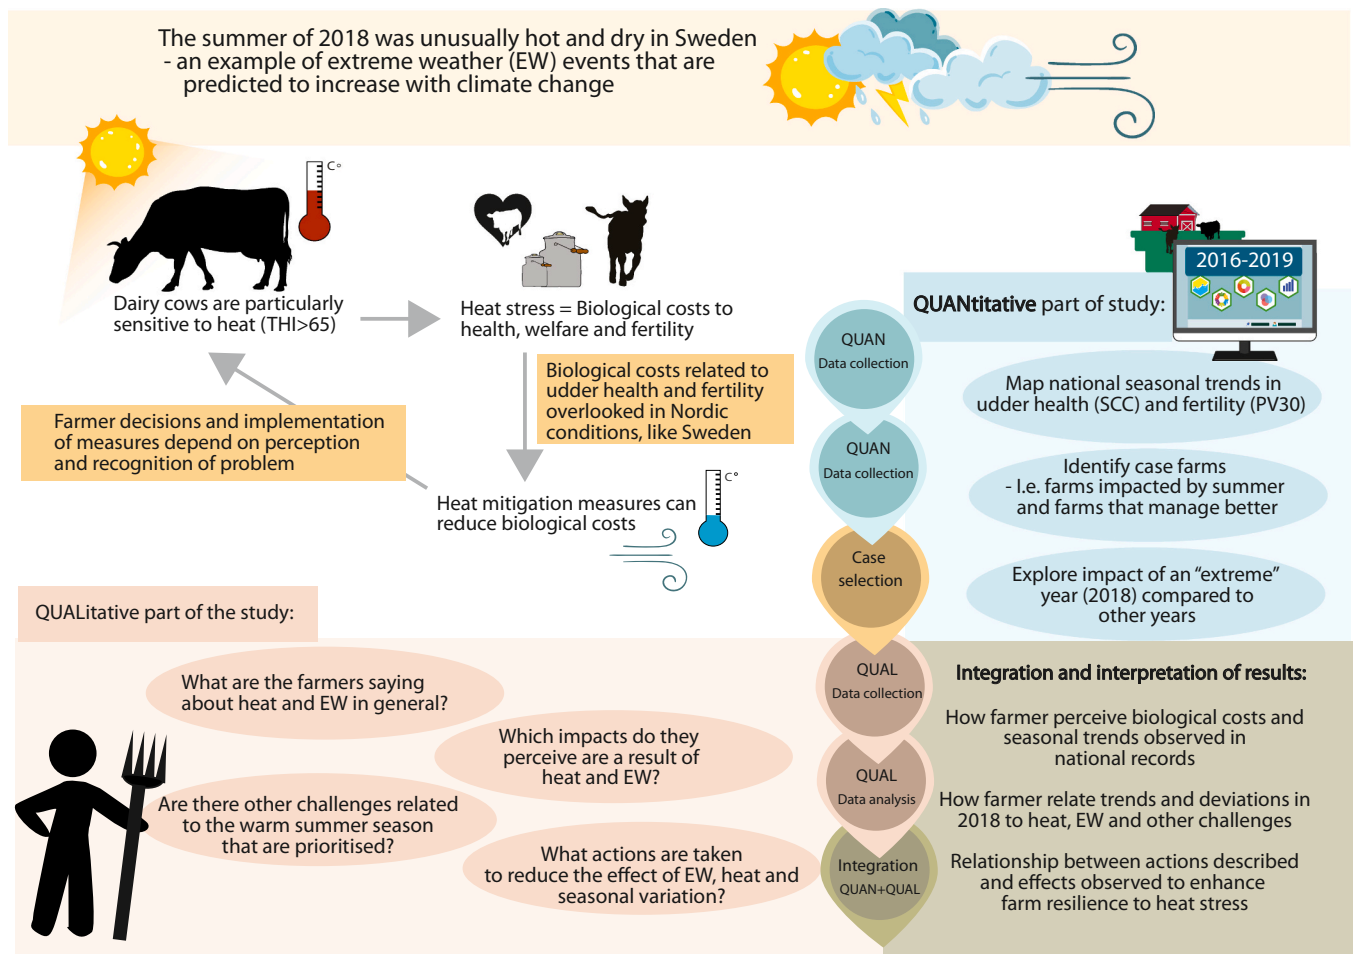 The summer of 2018 was unusually hot and dry in Sweden
- an example of extreme weather (EW) events that are
predicted to increase with climate change
C°
Dairy cows are particularly
sensitive to heat (THI>65)
Heat stress = Biological costs to
health, welfare and fertility
Biological costs related to
udder health and fertility
overlooked in Nordic
conditions, like Sweden
Farmer decisions and implementation
of measures depend on perception
and recognition of problem
Heat mitigation measures can
reduce biological costs
C°
2016-2019
QUANtitative part of study:
QUAN
Data collection
Map national seasonal trends in
udder health (SCC) and fertility (PV30)
QUAN
Data collection
Identify case farms
- I.e. farms impacted by summer
and farms that manage better
Case
selection
Explore impact of an “extreme”
year (2018) compared to
other years
QUALitative part of the study:
What are the farmers saying
about heat and EW in general?
Which impacts do they
perceive are a result of
heat and EW?
Are there other challenges related
to the warm summer season
that are prioritised?
What actions are taken
to reduce the effect of EW, heat and
seasonal variation?
QUAL
Data collection
QUAL
Data analysis
Integration
QUAN+QUAL
Integration and interpretation of results:
How farmer perceive biological costs and
seasonal trends observed in
national records
How farmer relate trends and deviations in
2018 to heat, EW and other challenges
Relationship between actions described
and effects observed to enhance
farm resilience to heat stress